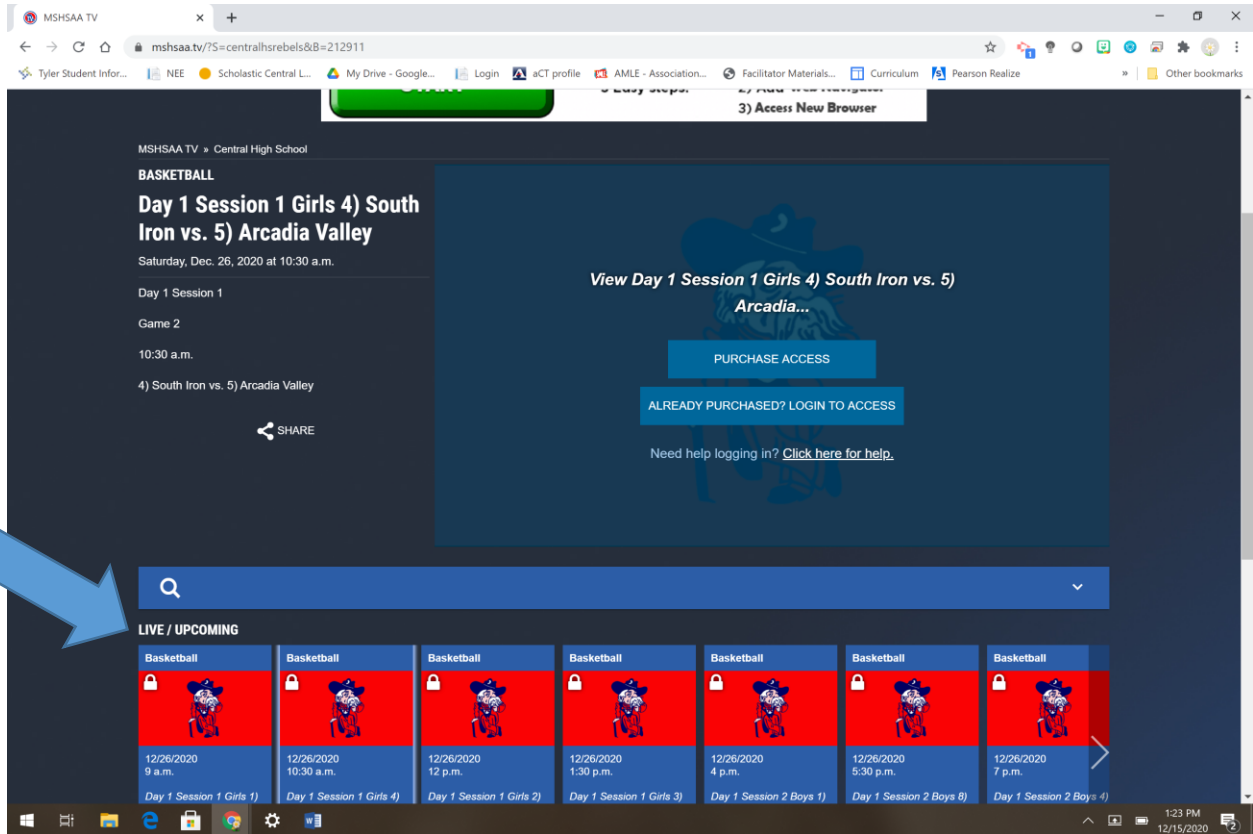 MSHSAA TV
mshsaa.tv/?S=centralhsrebels&B=212911
Tyler Student Infor... NEE Scholastic Central L... My Drive - Google... Login aCT profile AMLE - Association... Facilitator Materials... Curriculum Pearson Realize » Other bookmarks
3) Access New Browser
MSHSAA TV » Central High School
BASKETBALL
Day 1 Session 1 Girls 4) South
Iron vs. 5) Arcadia Valley
Saturday, Dec. 26, 2020 at 10:30 a.m.
Day 1 Session 1
Game 2
10:30 a.m.
4) South Iron vs. 5) Arcadia Valley
SHARE
View Day 1 Session 1 Girls 4) South Iron vs. 5)
Arcadia...
PURCHASE ACCESS
ALREADY PURCHASED? LOGIN TO ACCESS
Need help logging in? Click here for help.
LIVE / UPCOMING
Basketball Basketball Basketball Basketball Basketball Basketball Basketball
12/26/2020 12/26/2020 12/26/2020 12/26/2020 12/26/2020 12/26/2020 12/26/2020
9 a.m. 10:30 a.m. 12 p.m. 1:30 p.m. 4 p.m. 5:30 p.m. 7 p.m.
Day 1 Session 1 Girls 1) Day 1 Session 1 Girls 4) Day 1 Session 1 Girls 2) Day 1 Session 1 Girls 3) Day 1 Session 2 Boys 1) Day 1 Session 2 Boys 8) Day 1 Session 2 Boys 4)
1:23 PM
12/15/2020